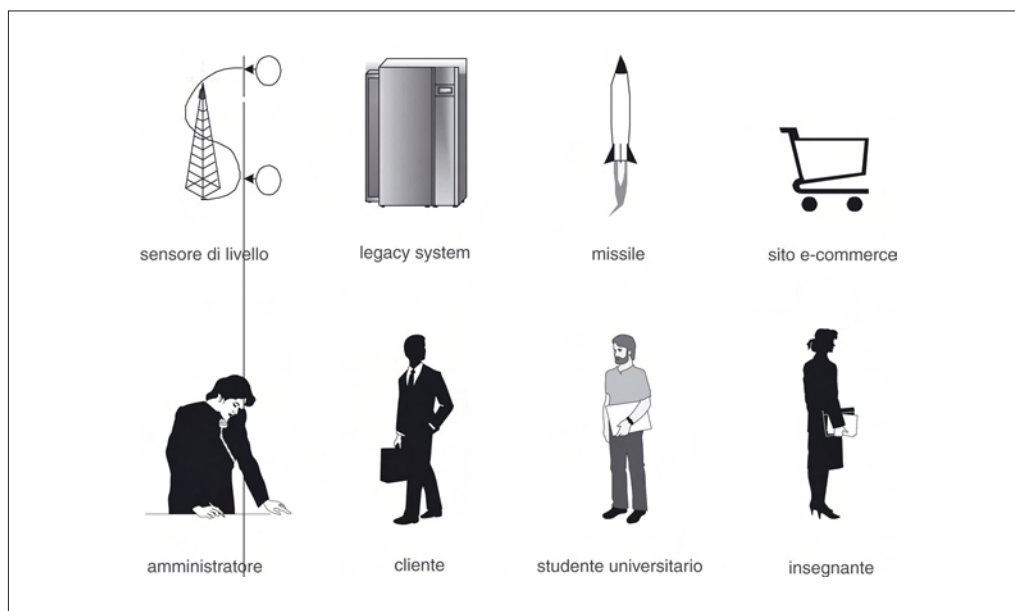 sensore di livello
legacy system
missile
sito e-commerce
amministratore
cliente
studente universitario
insegnante